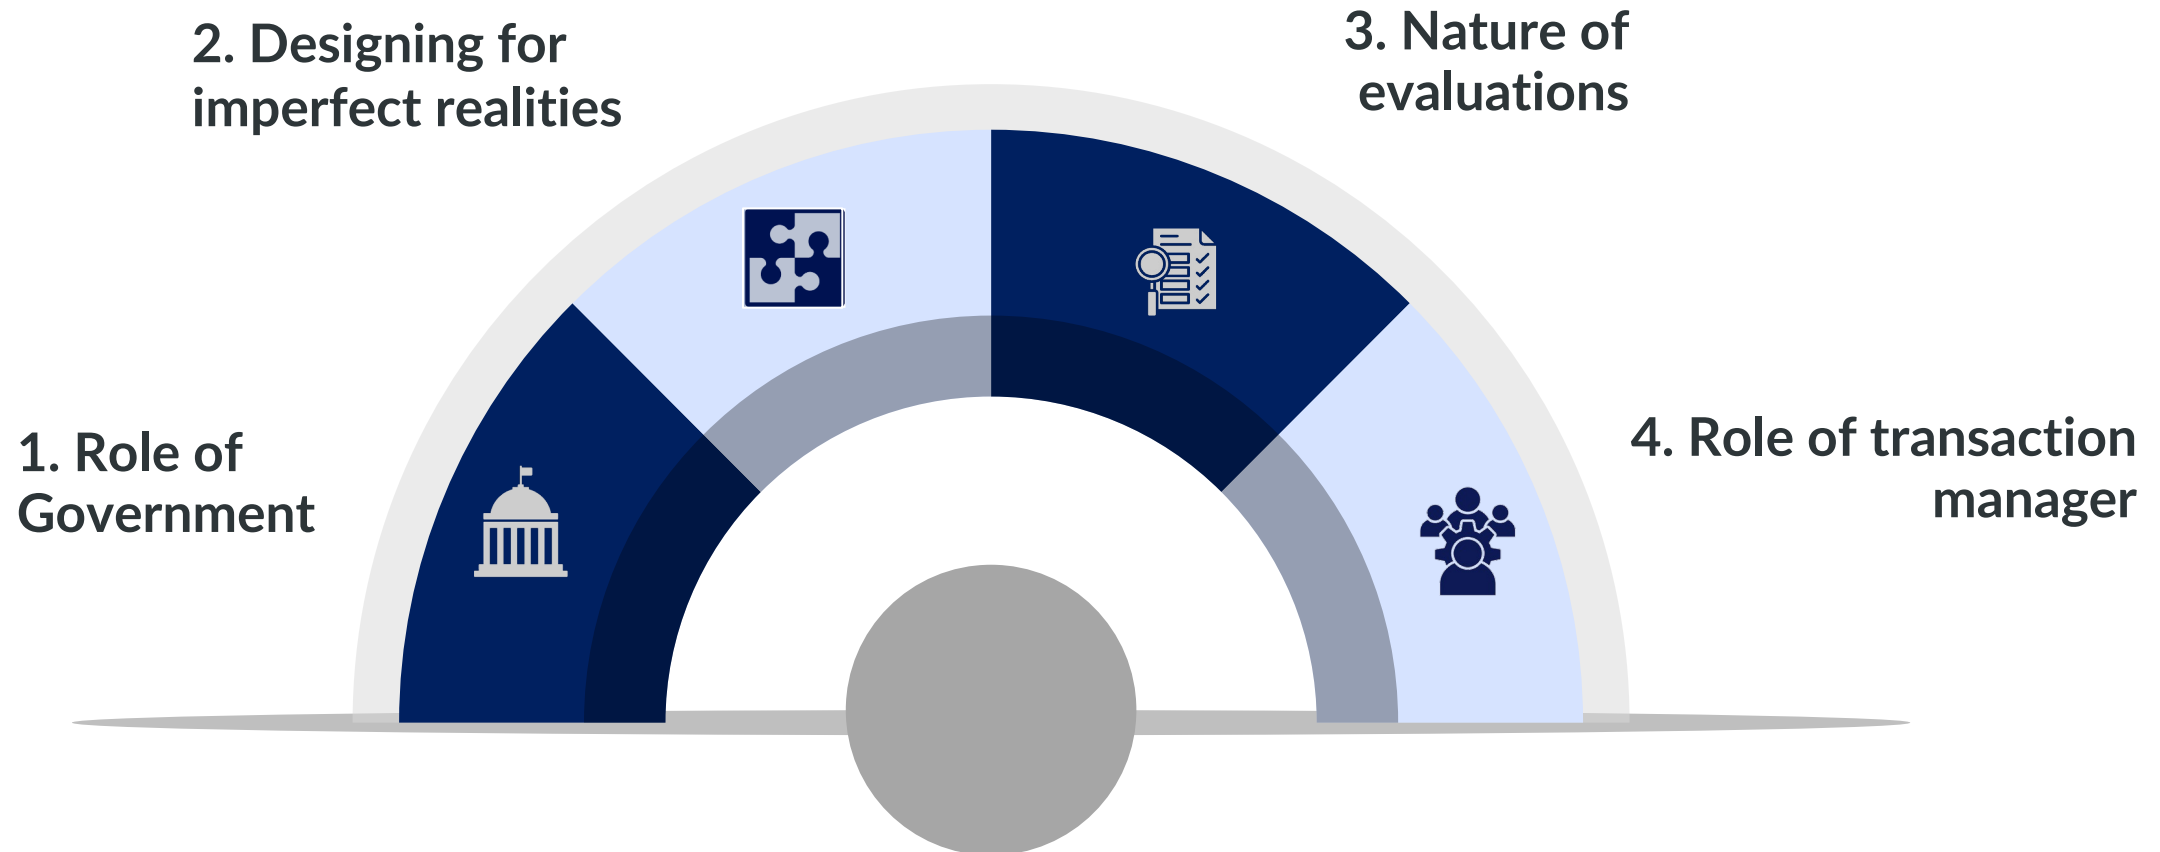 1. Role of
Government
2. Designing for
imperfect realities
3. Nature of
evaluations
4. Role of transaction
manager